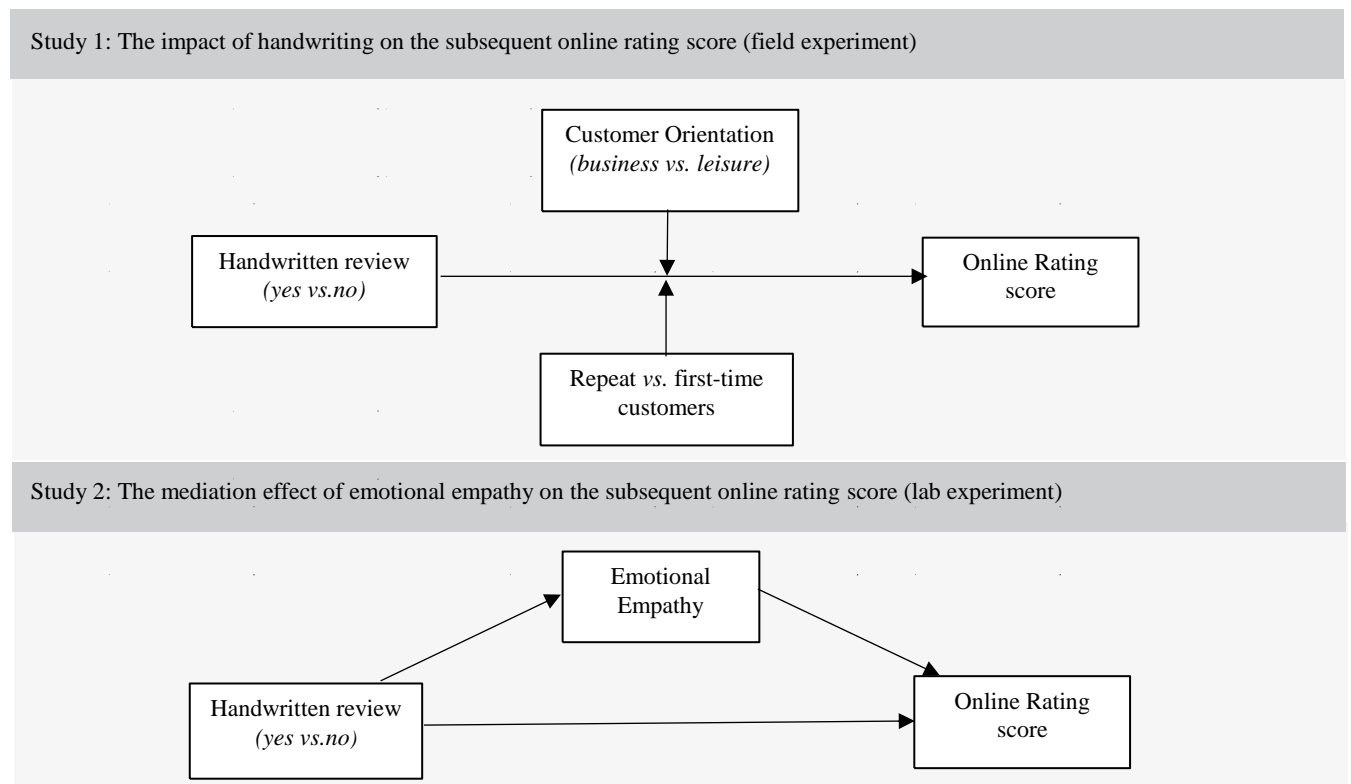 Study 1: The impact of handwriting on the subsequent online rating score (field experiment)
Customer Orientation
(business vs. leisure)
Handwritten review
(yes vs.no)
Online Rating
score
Repeat vs. first-time
customers
Study 2: The mediation effect of emotional empathy on the subsequent online rating score (lab experiment)
Emotional
Empathy
Handwritten review
(yes vs.no)
Online Rating
score